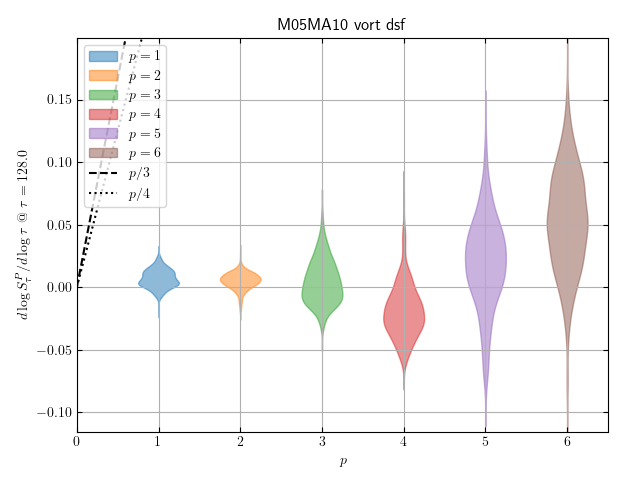 M05MA10 vort dsf
d log S_τ^P / d log τ @ τ = 128.0
0.15
0.10
0.05
0.00
−0.05
−0.10
p = 1
p = 2
p = 3
p = 4
p = 5
p = 6
p/3
p/4
0 1 2 3 4 5 6
p